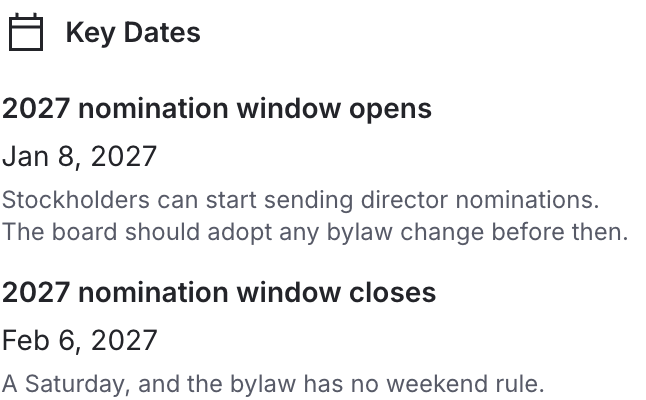 Key Dates
2027 nomination window opens
Jan 8, 2027
Stockholders can start sending director nominations.
The board should adopt any bylaw change before then.
2027 nomination window closes
Feb 6, 2027
A Saturday, and the bylaw has no weekend rule.